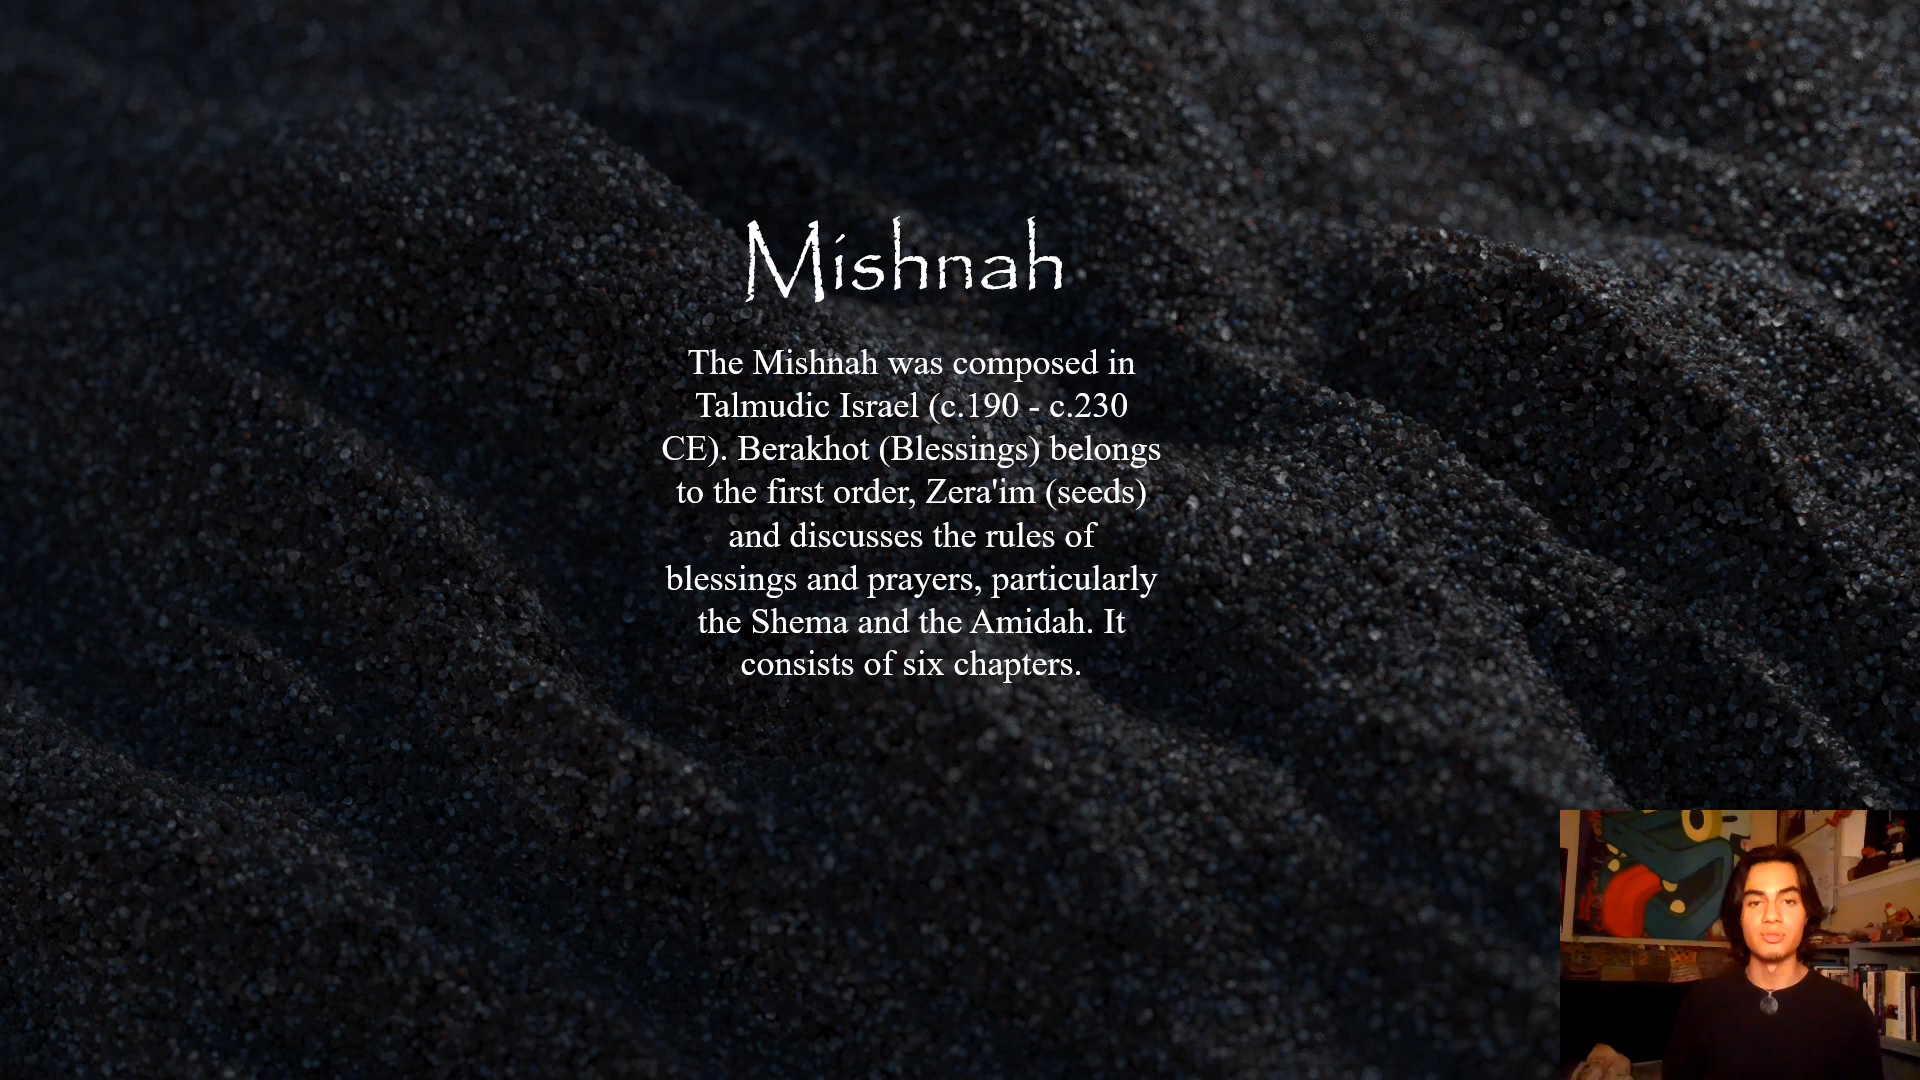 Mishnah
The Mishnah was composed in
Talmudic Israel (c.190 - c.230
CE). Berakhot (Blessings) belongs
to the first order, Zera'im (seeds)
and discusses the rules of
blessings and prayers, particularly
the Shema and the Amidah. It
consists of six chapters.